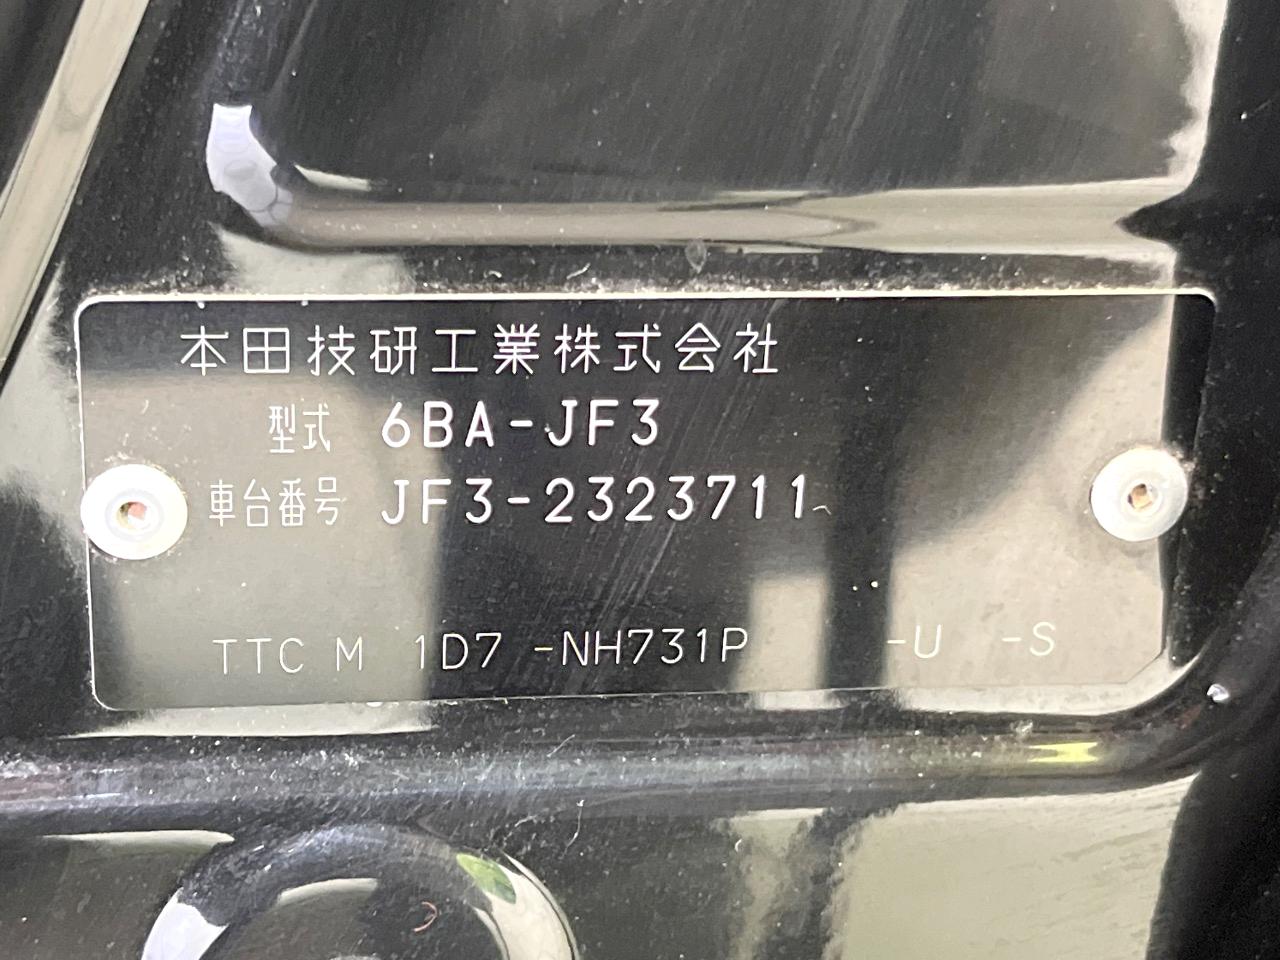 本田技研工業株式会社
型式 6BA-JF3
車台番号 JF3-2323711
TTC M 1D7 -NH731P -U -S